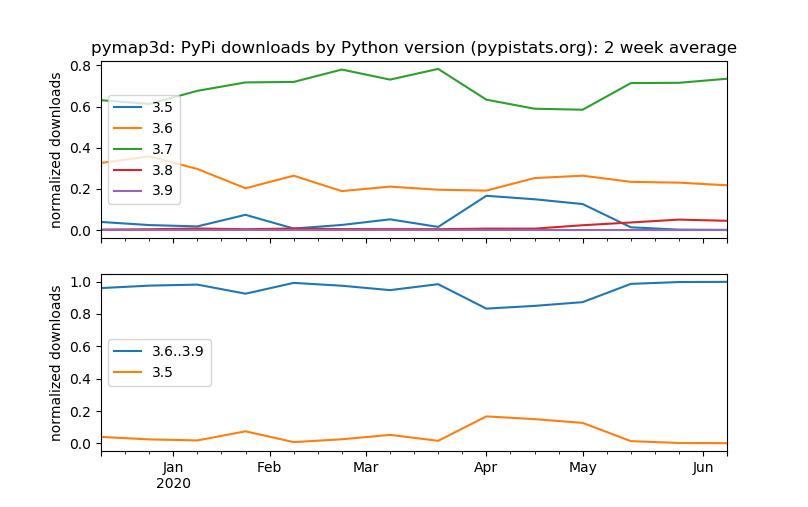 pymap3d: PyPi downloads by Python version (pypistats.org): 2 week average
normalized downloads
0.8
0.6
0.4
0.2
0.0
3.5
3.6
3.7
3.8
3.9
normalized downloads
1.0
0.8
0.6
0.4
0.2
0.0
3.6..3.9
3.5
Jan
2020
Feb
Mar
Apr
May
Jun